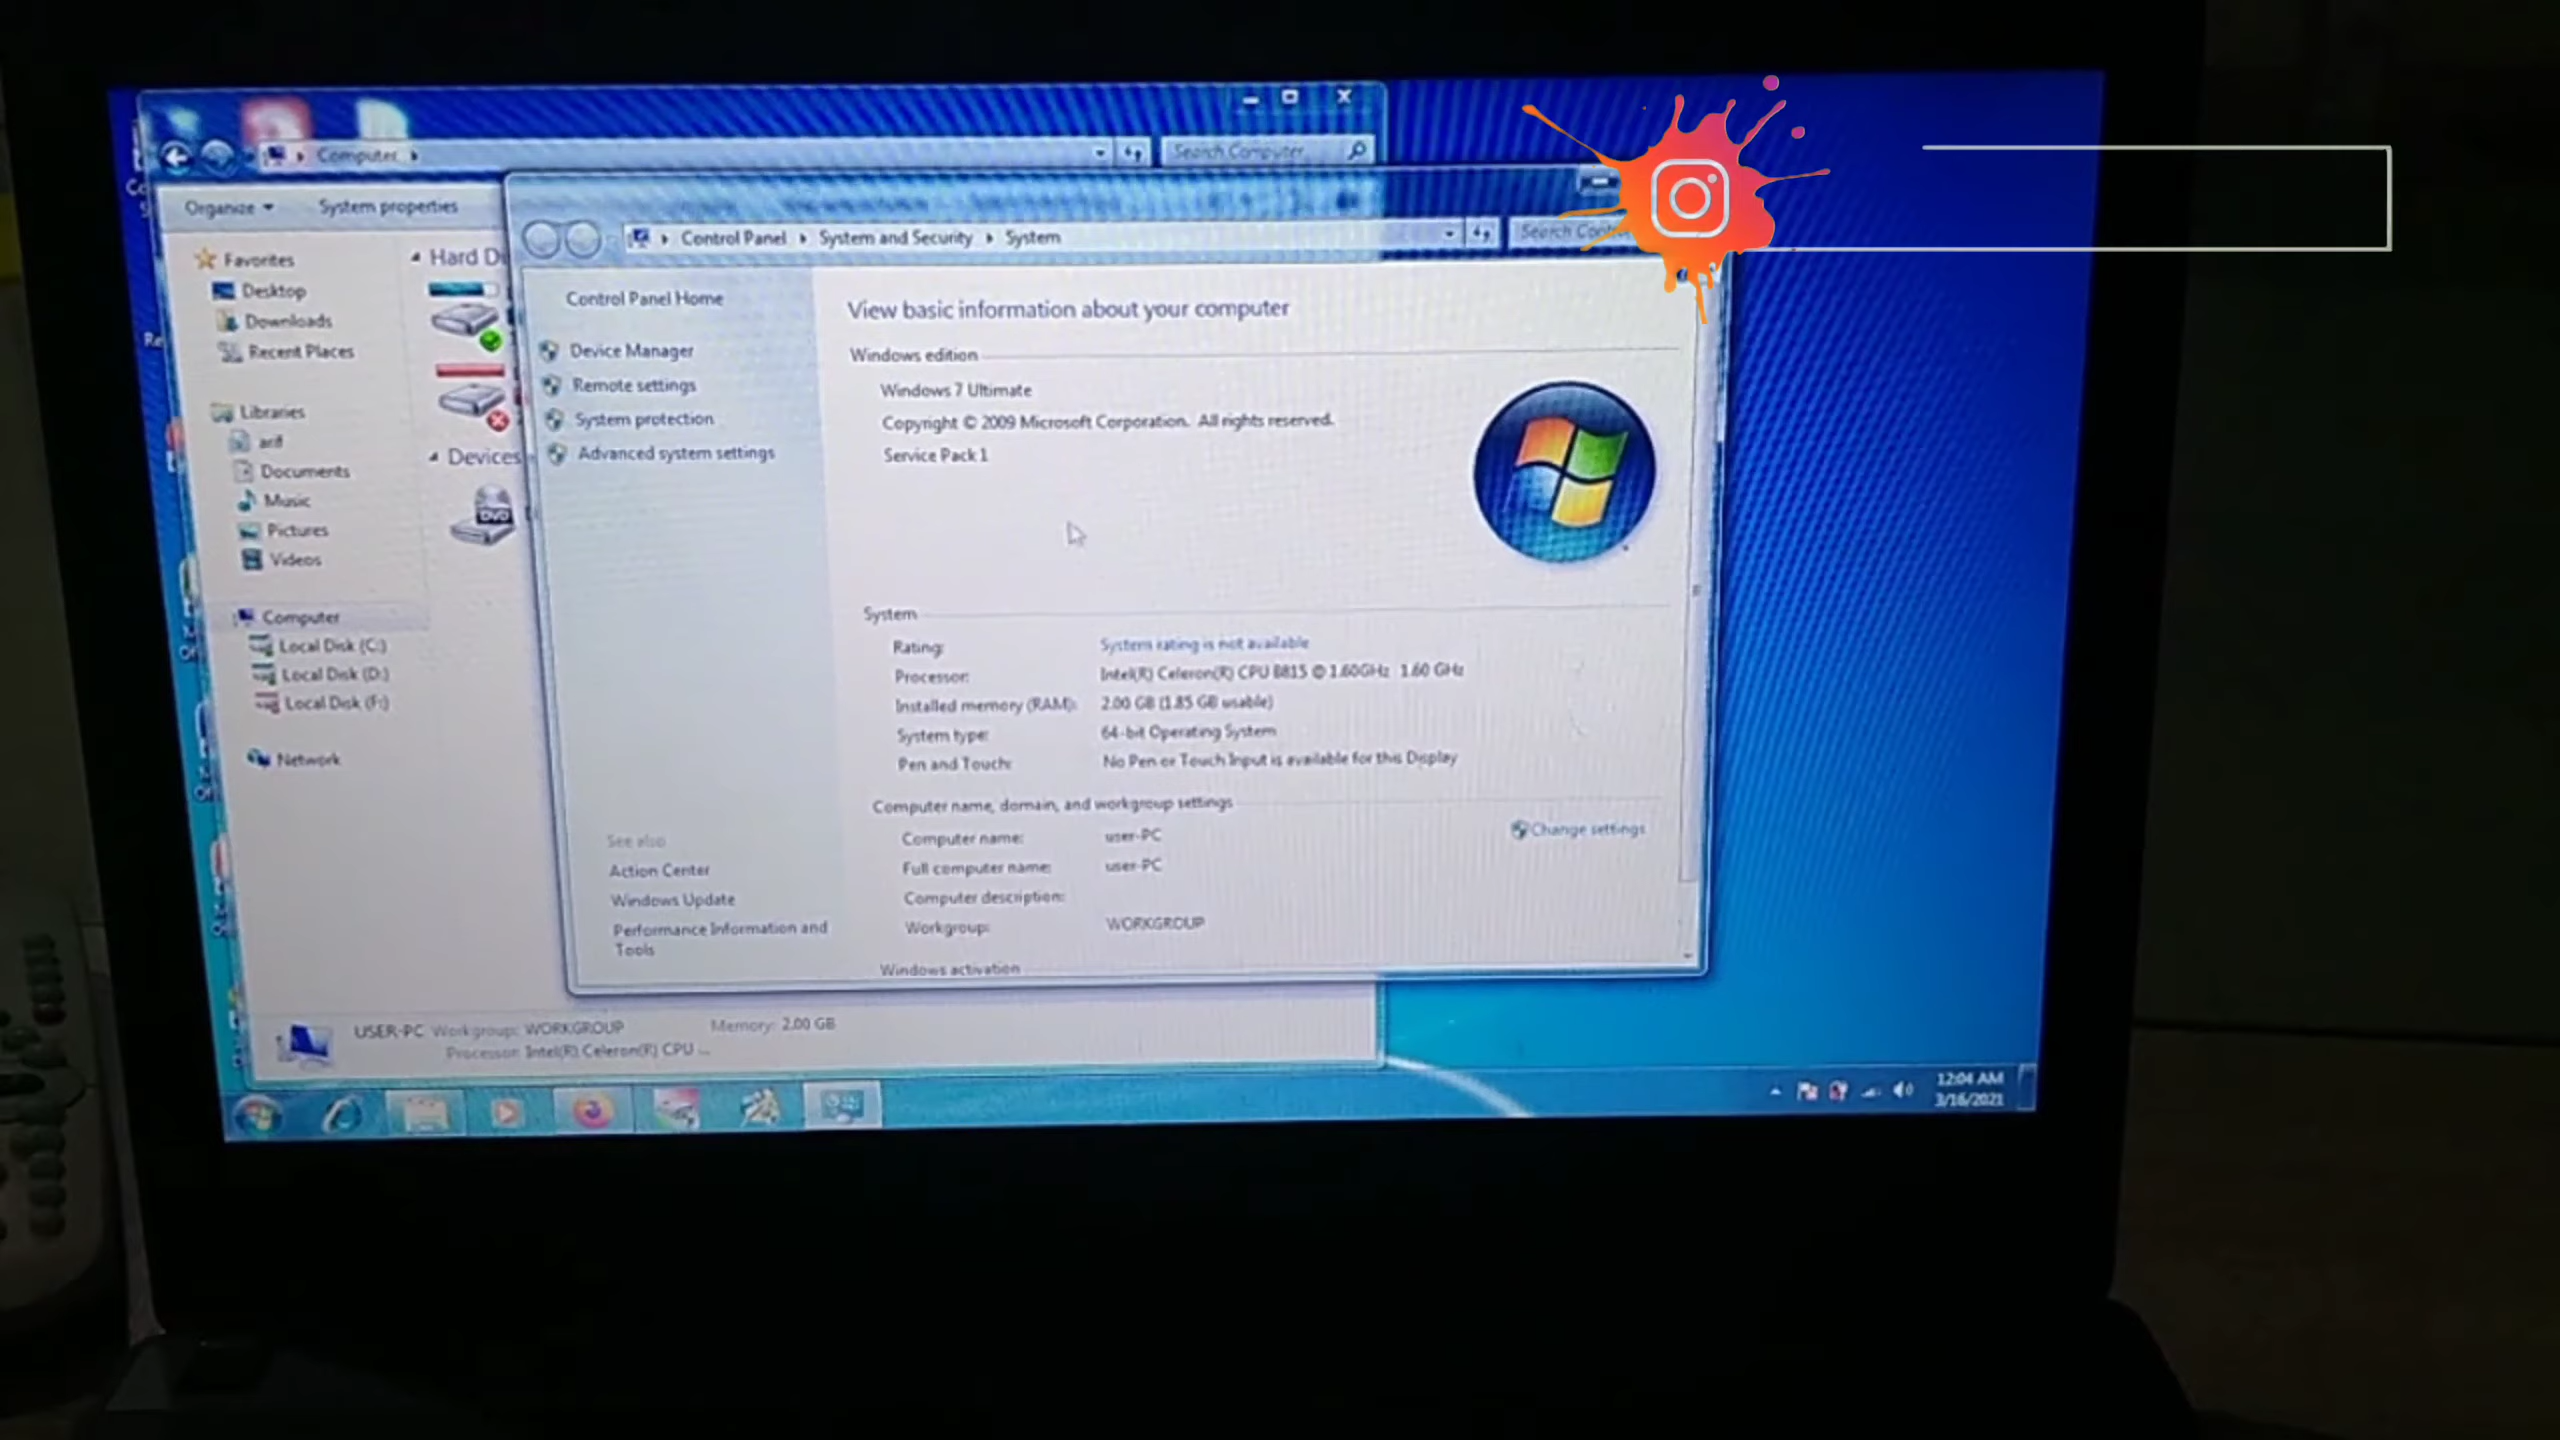 Computer
Search Computer
Organize
System properties
Favorites
Desktop
Downloads
Recent Places
Libraries
arif
Documents
Music
Pictures
Videos
Computer
Local Disk (C:)
Local Disk (D:)
Local Disk (F:)
Network
Hard Di
Devices
DVD
Control Panel
System and Security
System
Search Contr
Control Panel Home
Device Manager
Remote settings
System protection
Advanced system settings
See also
Action Center
Windows Update
Performance Information and
Tools
View basic information about your computer
Windows edition
Windows 7 Ultimate
Copyright © 2009 Microsoft Corporation. All rights reserved.
Service Pack 1
System
Rating: System rating is not available
Processor: Intel(R) Celeron(R) CPU B815 @ 1.60GHz 1.60 GHz
Installed memory (RAM): 2.00 GB (1.85 GB usable)
System type: 64-bit Operating System
Pen and Touch: No Pen or Touch Input is available for this Display
Computer name, domain, and workgroup settings
Computer name: user-PC
Change settings
Full computer name: user-PC
Computer description:
Workgroup: WORKGROUP
Windows activation
USER-PC Workgroup: WORKGROUP Memory: 2.00 GB
Processor: Intel(R) Celeron(R) CPU ...
12:04 AM
3/16/2021